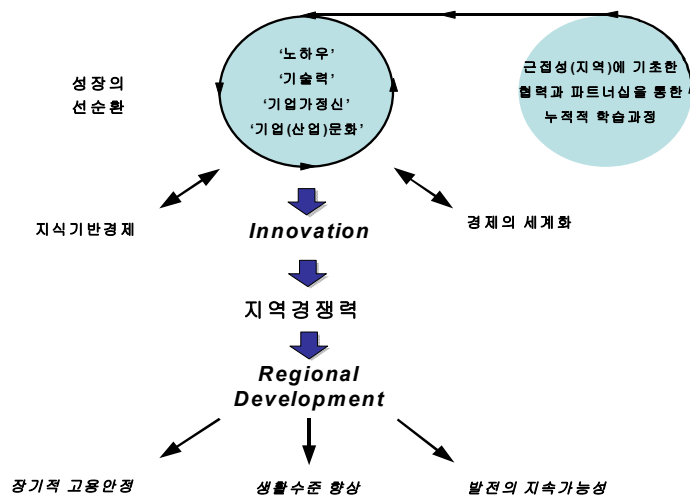 성장의
선순환
‘노하우’
‘기술력’
‘기업가정신’
‘기업(산업)문화’
근접성(지역)에 기초한
협력과 파트너십을 통한
누적적 학습과정
지식기반경제
Innovation
경제의 세계화
지역경쟁력
Regional
Development
장기적 고용안정
생활수준 향상
발전의 지속가능성